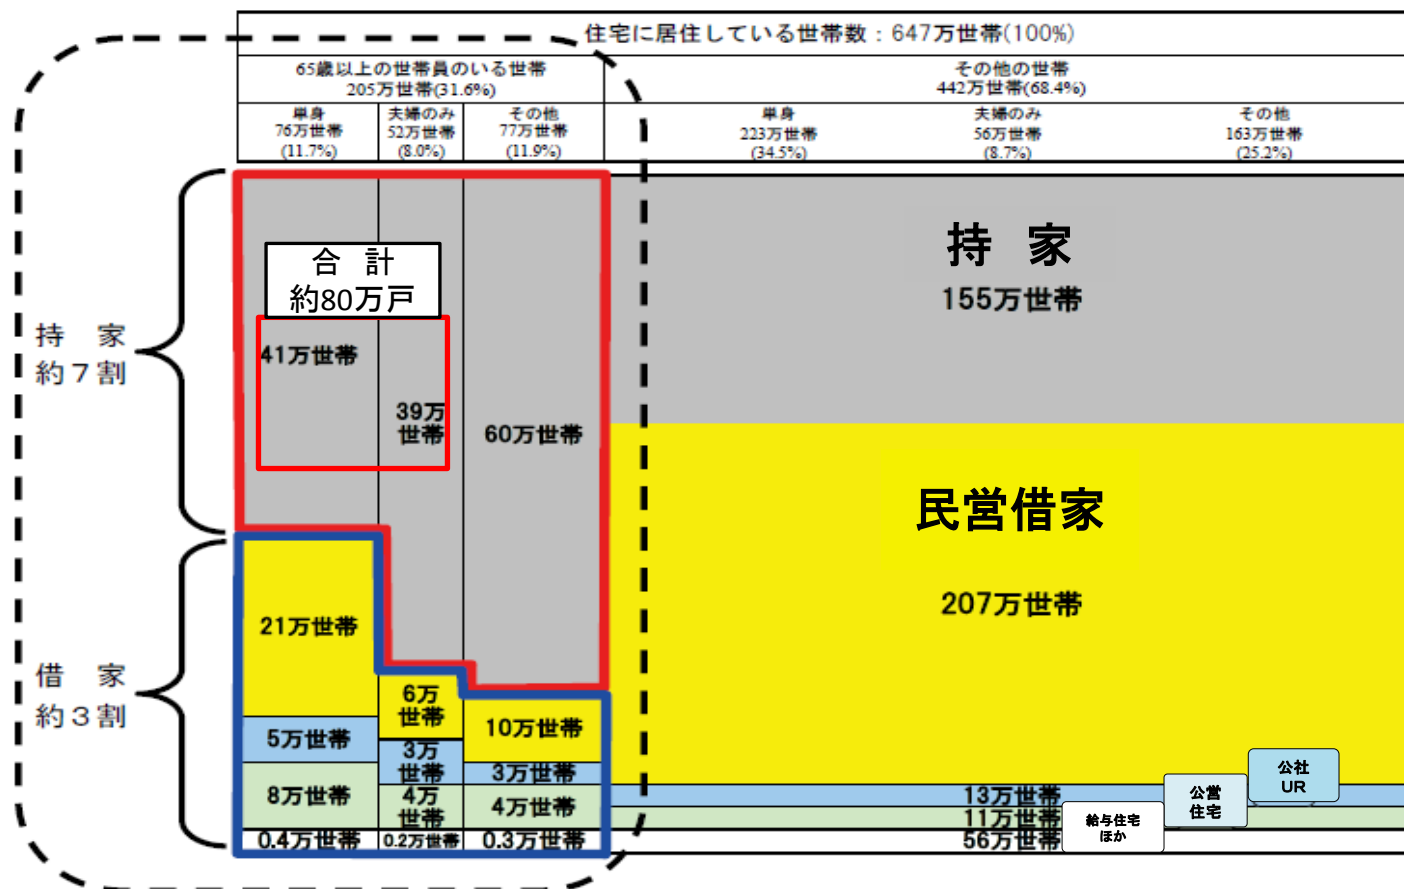 住宅に居住している世帯数：647万世帯(100%)
65歳以上の世帯員のいる世帯
205万世帯(31.6%)
その他の世帯
442万世帯(68.4%)
単身
76万世帯
(11.7%)
夫婦のみ
52万世帯
(8.0%)
その他
77万世帯
(11.9%)
単身
223万世帯
(34.5%)
夫婦のみ
56万世帯
(8.7%)
その他
163万世帯
(25.2%)
持　家
約７割
合　計
約80万戸
41万世帯
39万
世帯
60万世帯
持　家
155万世帯
民営借家
207万世帯
借　家
約３割
21万世帯
6万
世帯
10万世帯
5万世帯
3万
世帯
3万世帯
8万世帯
4万
世帯
4万世帯
0.4万世帯
0.2万世帯
0.3万世帯
13万世帯
11万世帯
56万世帯
公社
UR
公営
住宅
給与住宅
ほか